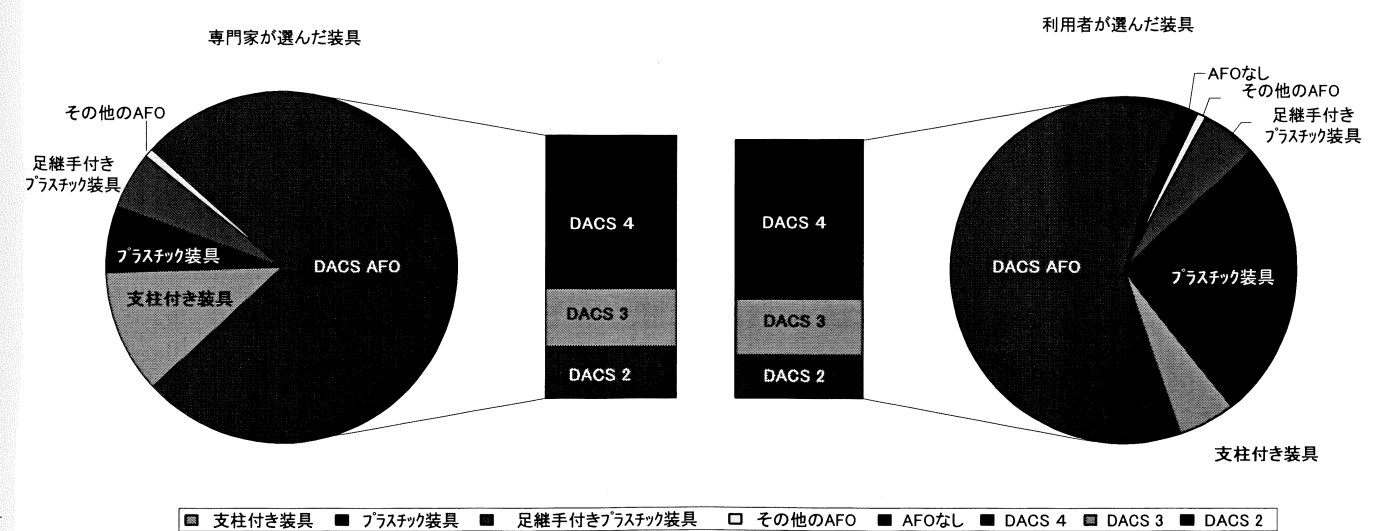 専門家が選んだ装具
その他のAFO
足継手付き
プラスチック装具
プラスチック装具
支柱付き装具
DACS AFO
DACS 4
DACS 3
DACS 2
利用者が選んだ装具
AFOなし
その他のAFO
足継手付き
プラスチック装具
DACS 4
DACS 3
DACS 2
DACS AFO
プラスチック装具
支柱付き装具
支柱付き装具 プラスチック装具 足継手付きプラスチック装具 その他のAFO AFOなし DACS 4 DACS 3 DACS 2